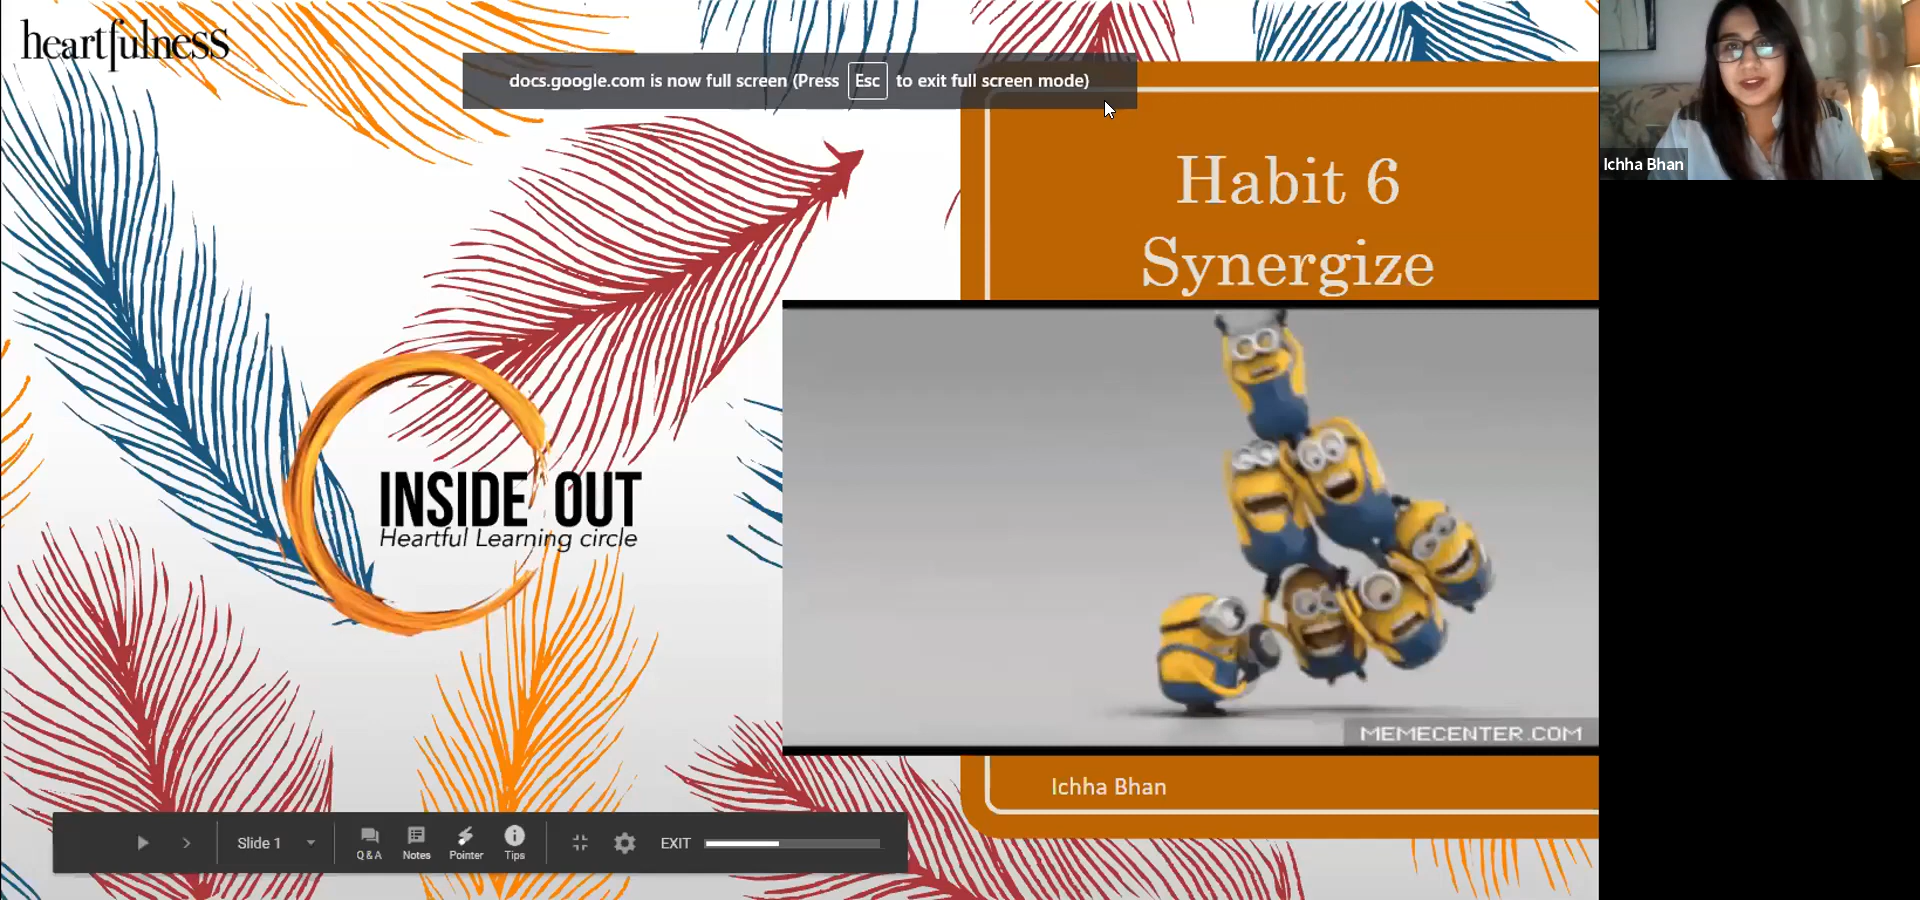 heartfulness
docs.google.com is now full screen (Press Esc to exit full screen mode)
Habit 6
Synergize
Ichha Bhan
INSIDE OUT
Heartful Learning circle
MEMECENTER.COM
Ichha Bhan
Slide 1
Q & A
Notes
Pointer
Tips
EXIT